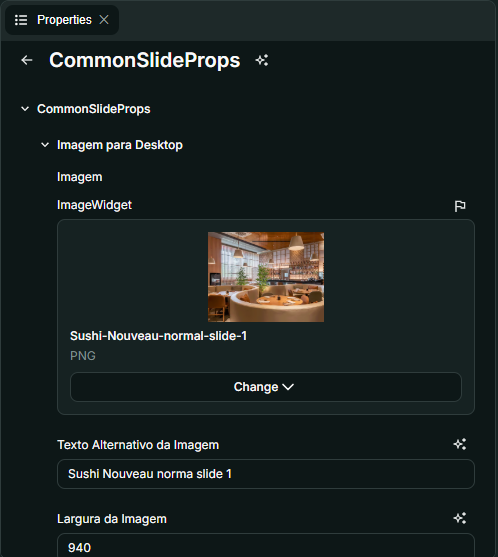 Properties
CommonSlideProps
CommonSlideProps
Imagem para Desktop
Imagem
ImageWidget
Sushi-Nouveau-normal-slide-1
PNG
Change
Texto Alternativo da Imagem
Sushi Nouveau norma slide 1
Largura da Imagem
940